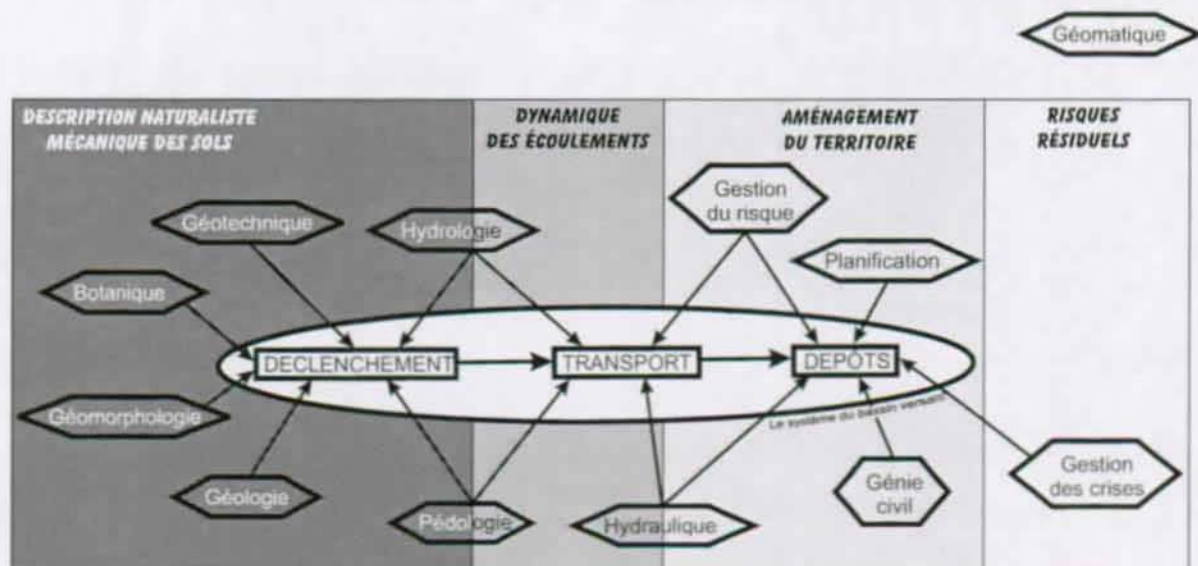 Géomatique
DESCRIPTION NATURALISTE
MÉCANIQUE DES SOLS
DYNAMIQUE
DES ÉCOULEMENTS
AMÉNAGEMENT
DU TERRITOIRE
RISQUES
RÉSIDUELS
Géotechnique
Hydrologie
Gestion
du risque
Planification
Botanique
DECLENCHEMENT
TRANSPORT
DEPÔTS
Géomorphologie
Le système du bassin versant
Géologie
Pédologie
Hydraulique
Génie
civil
Gestion
des crises